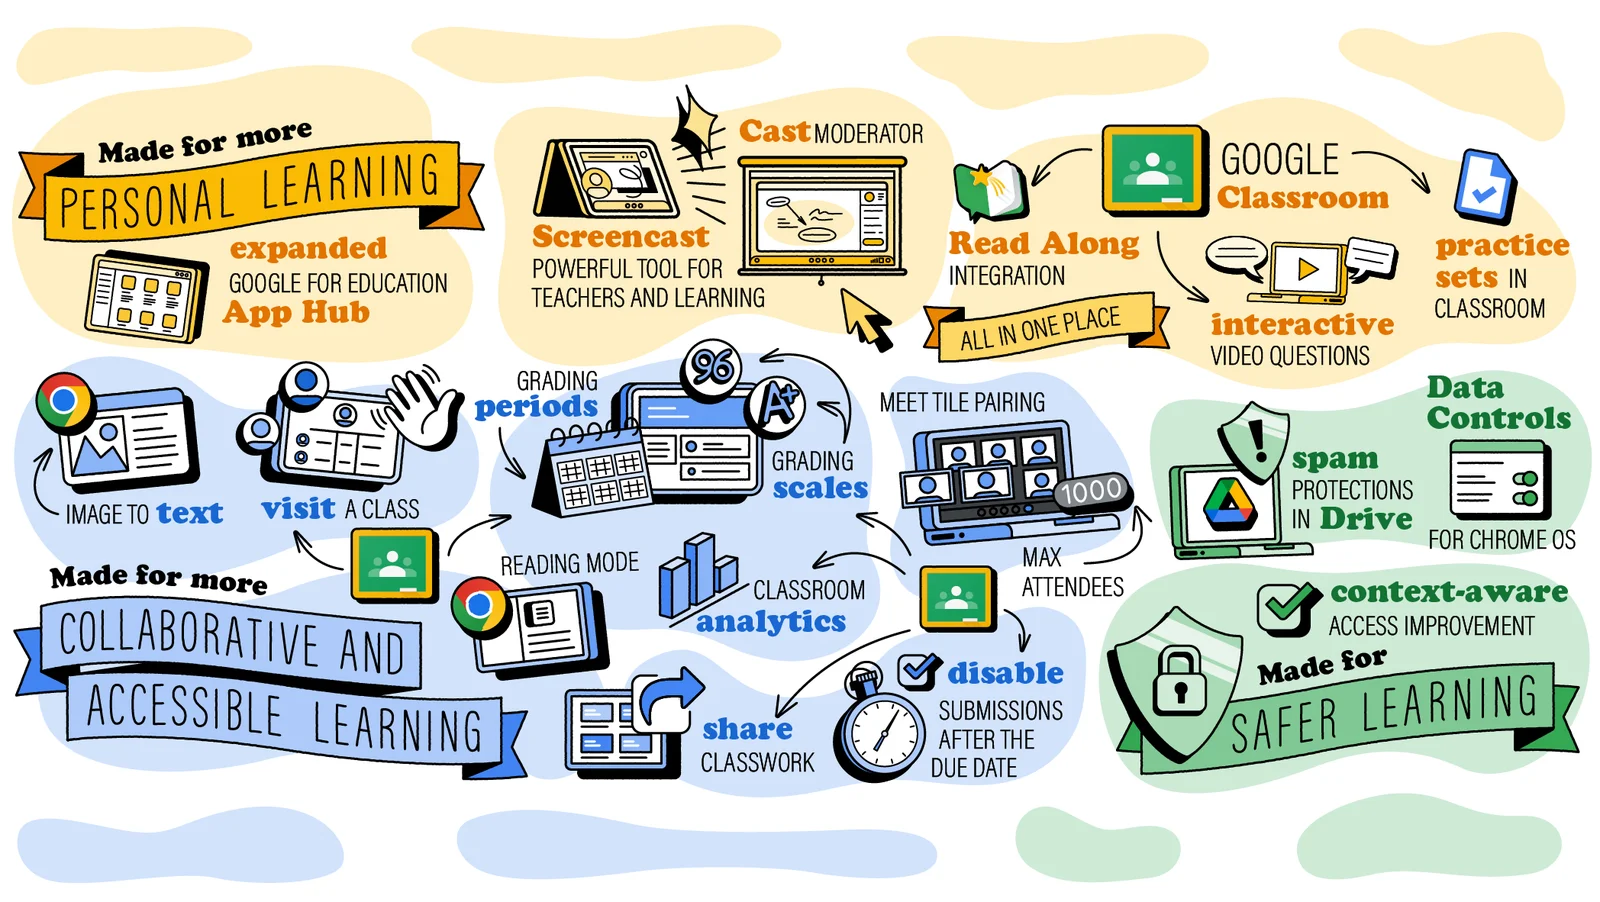 Made for more
PERSONAL LEARNING
expanded
GOOGLE FOR EDUCATION
App Hub
Screencast
POWERFUL TOOL FOR
TEACHERS AND LEARNING
Cast MODERATOR
GOOGLE
Classroom
Read Along
INTEGRATION
ALL IN ONE PLACE
interactive
VIDEO QUESTIONS
practice
sets IN
CLASSROOM
IMAGE TO text
visit A CLASS
Made for more
COLLABORATIVE AND
ACCESSIBLE LEARNING
GRADING
periods
96
A+
GRADING
scales
READING MODE
CLASSROOM
analytics
share
CLASSWORK
MEET TILE PAIRING
1000
MAX
ATTENDEES
disable
SUBMISSIONS
AFTER THE
DUE DATE
spam
PROTECTIONS
IN Drive
Data
Controls
FOR CHROME OS
context-aware
ACCESS IMPROVEMENT
Made for
SAFER LEARNING